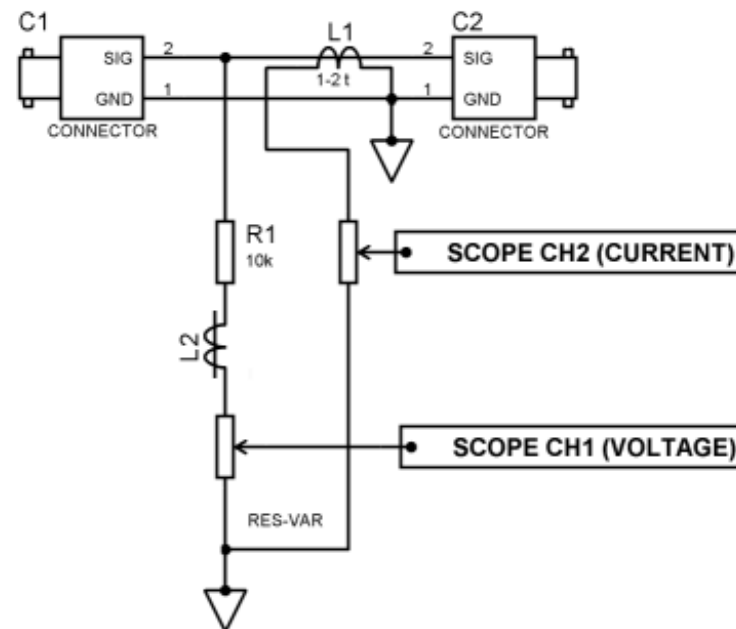 C1
L1
C2
SIG
2
2
SIG
1-2 t
GND
1
1
GND
CONNECTOR
CONNECTOR
R1
10k
SCOPE CH2 (CURRENT)
L2
SCOPE CH1 (VOLTAGE)
RES-VAR